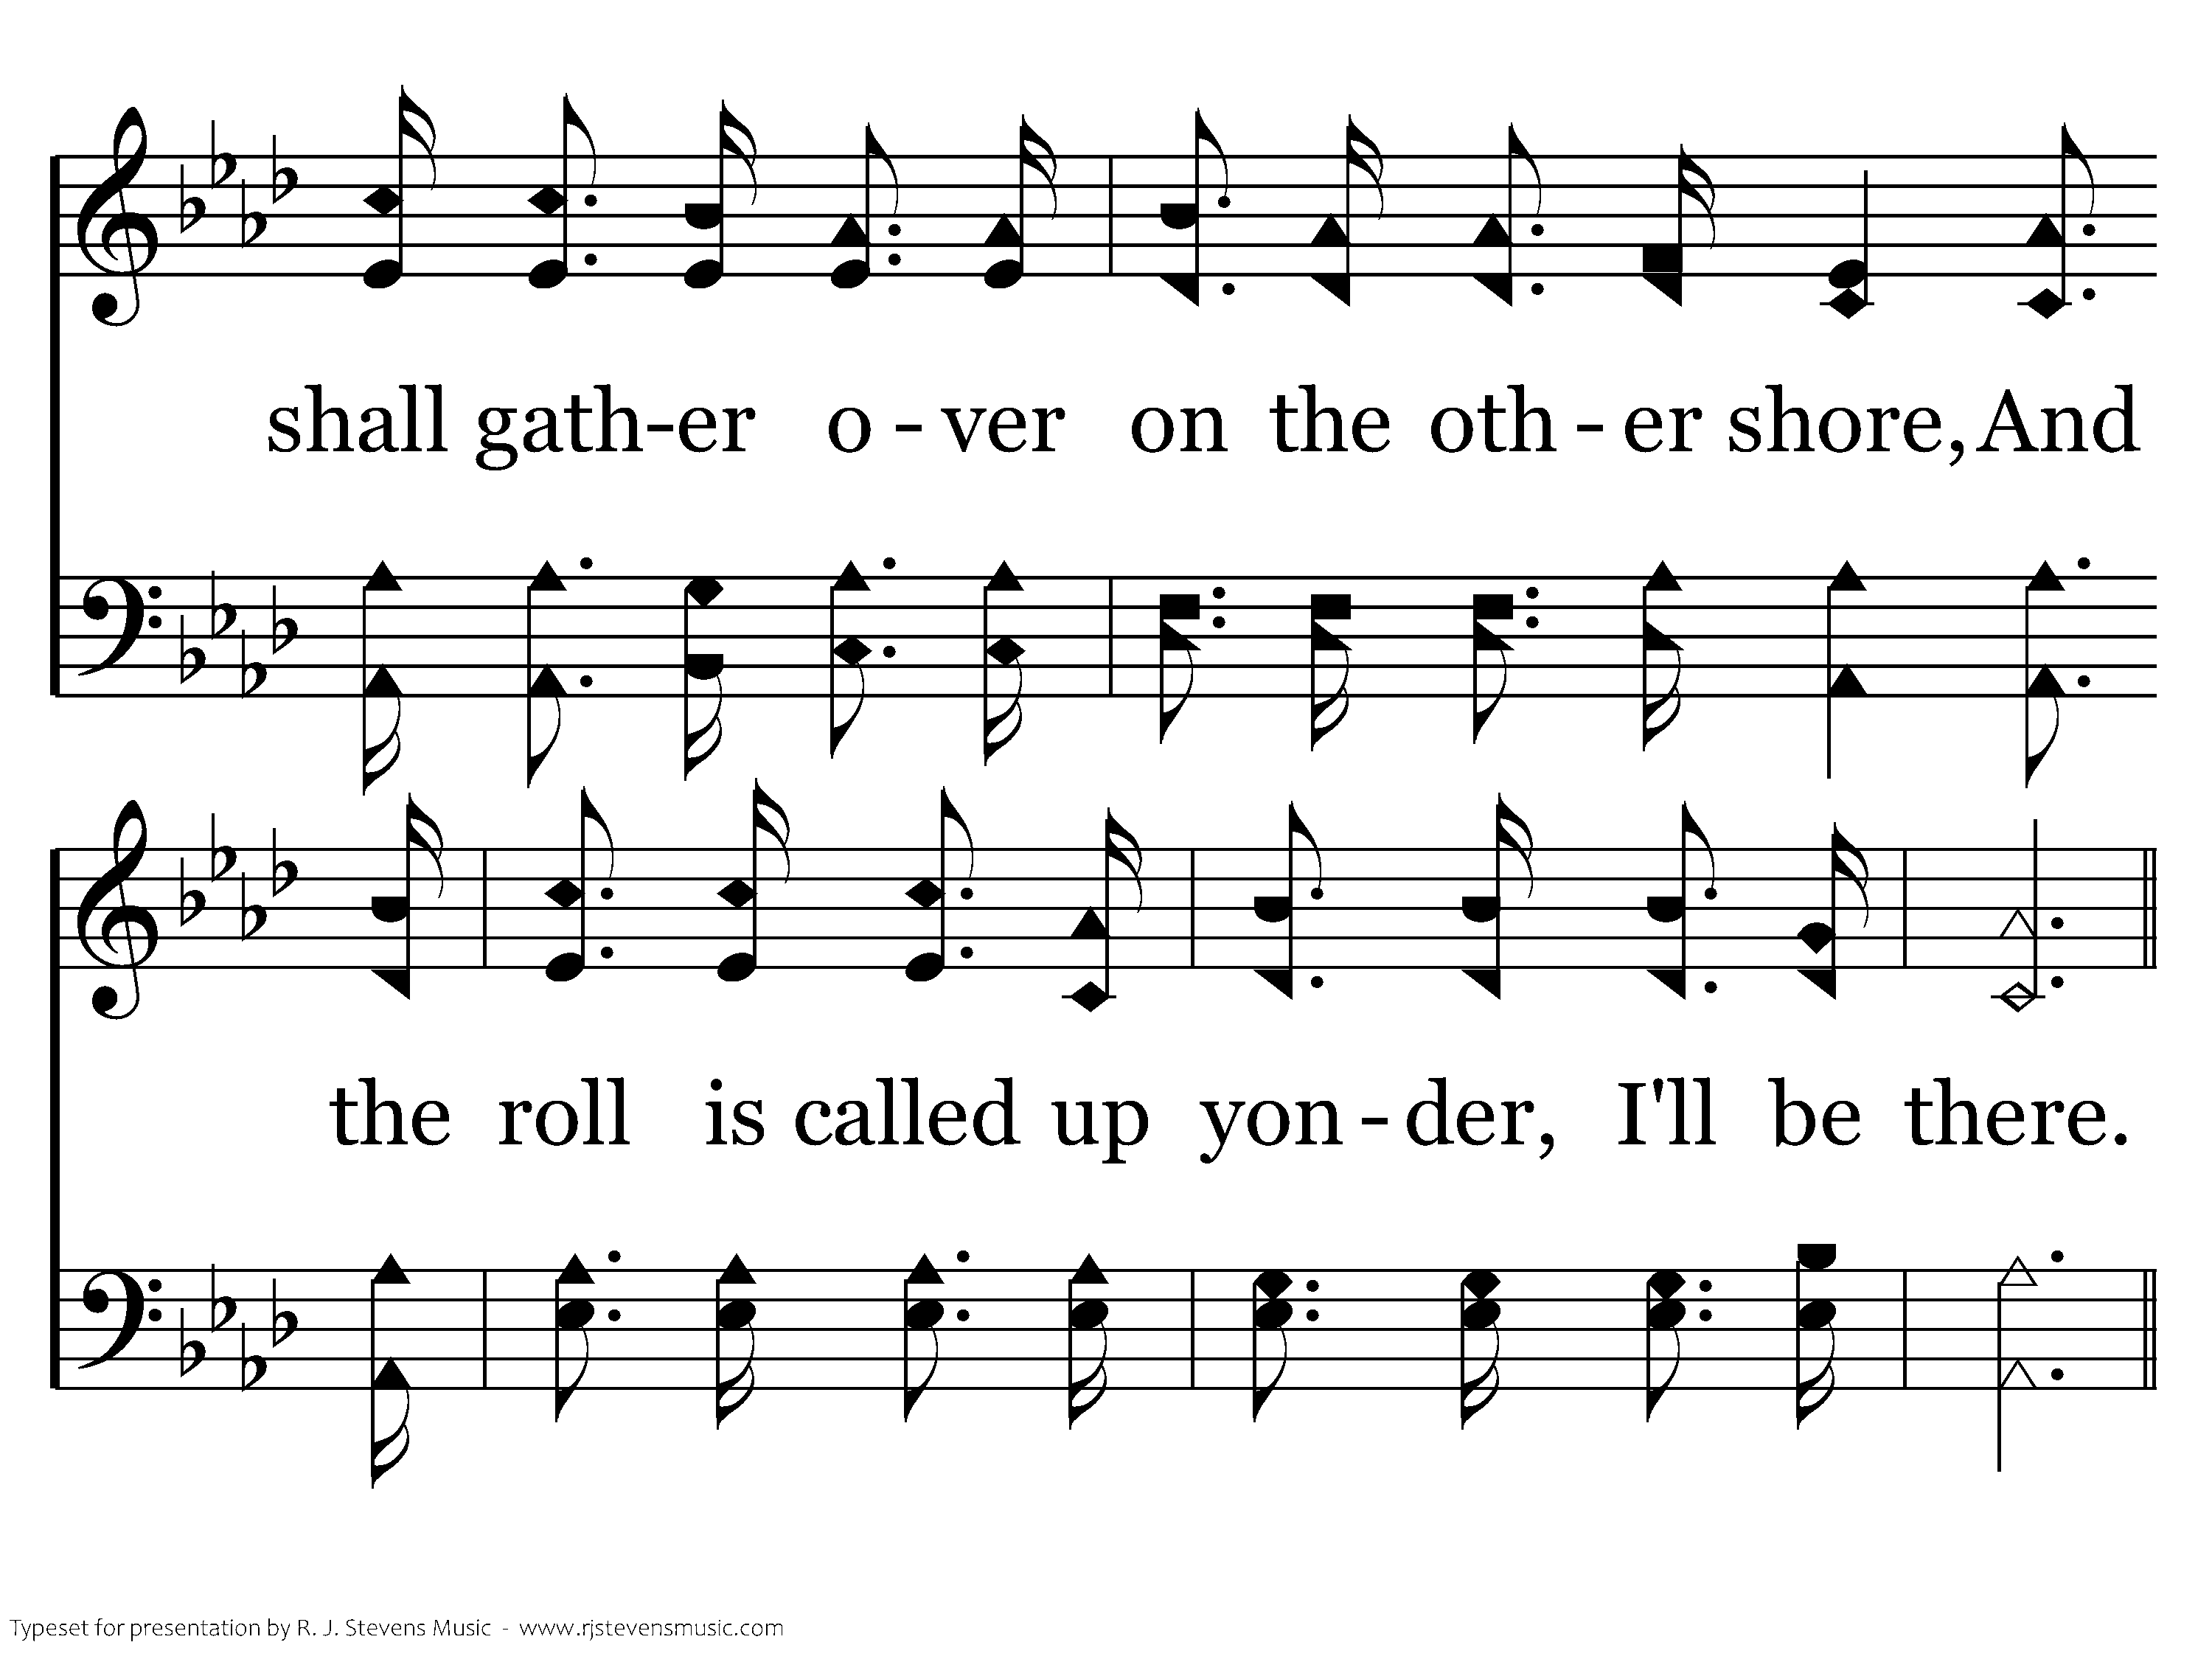 shall gath-er o - ver on the oth - er shore, And
the roll is called up yon - der, I'll be there.
Typeset for presentation by R. J. Stevens Music - www.rjstevensmusic.com